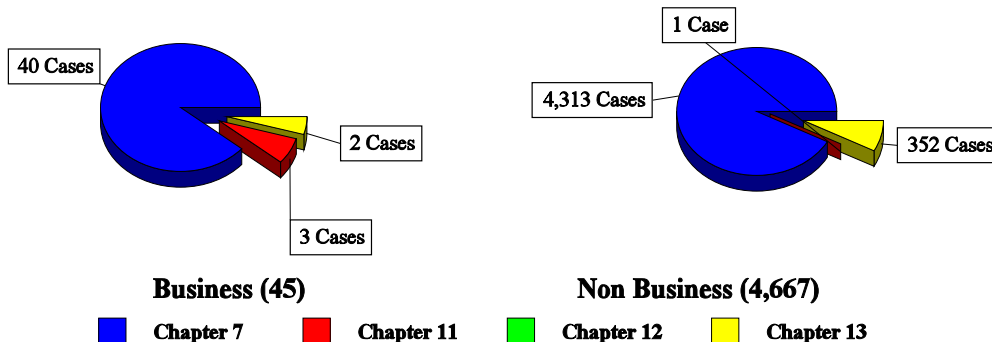 1 Case
40 Cases
4,313 Cases
2 Cases
352 Cases
3 Cases
Business (45)
Non Business (4,667)
Chapter 7
Chapter 11
Chapter 12
Chapter 13